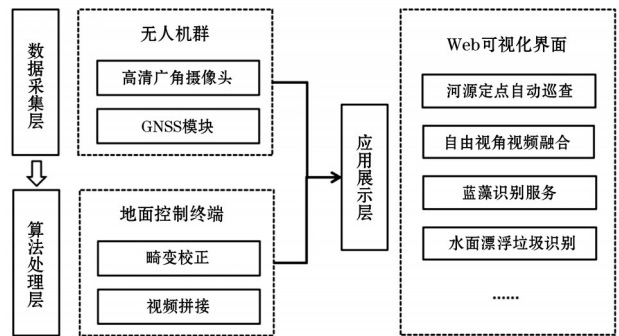 数据采集层
无人机群
高清广角摄像头
GNSS模块
算法处理层
地面控制终端
畸变校正
视频拼接
应用展示层
Web可视化界面
河源定点自动巡查
自由视角视频融合
蓝藻识别服务
水面漂浮垃圾识别
......